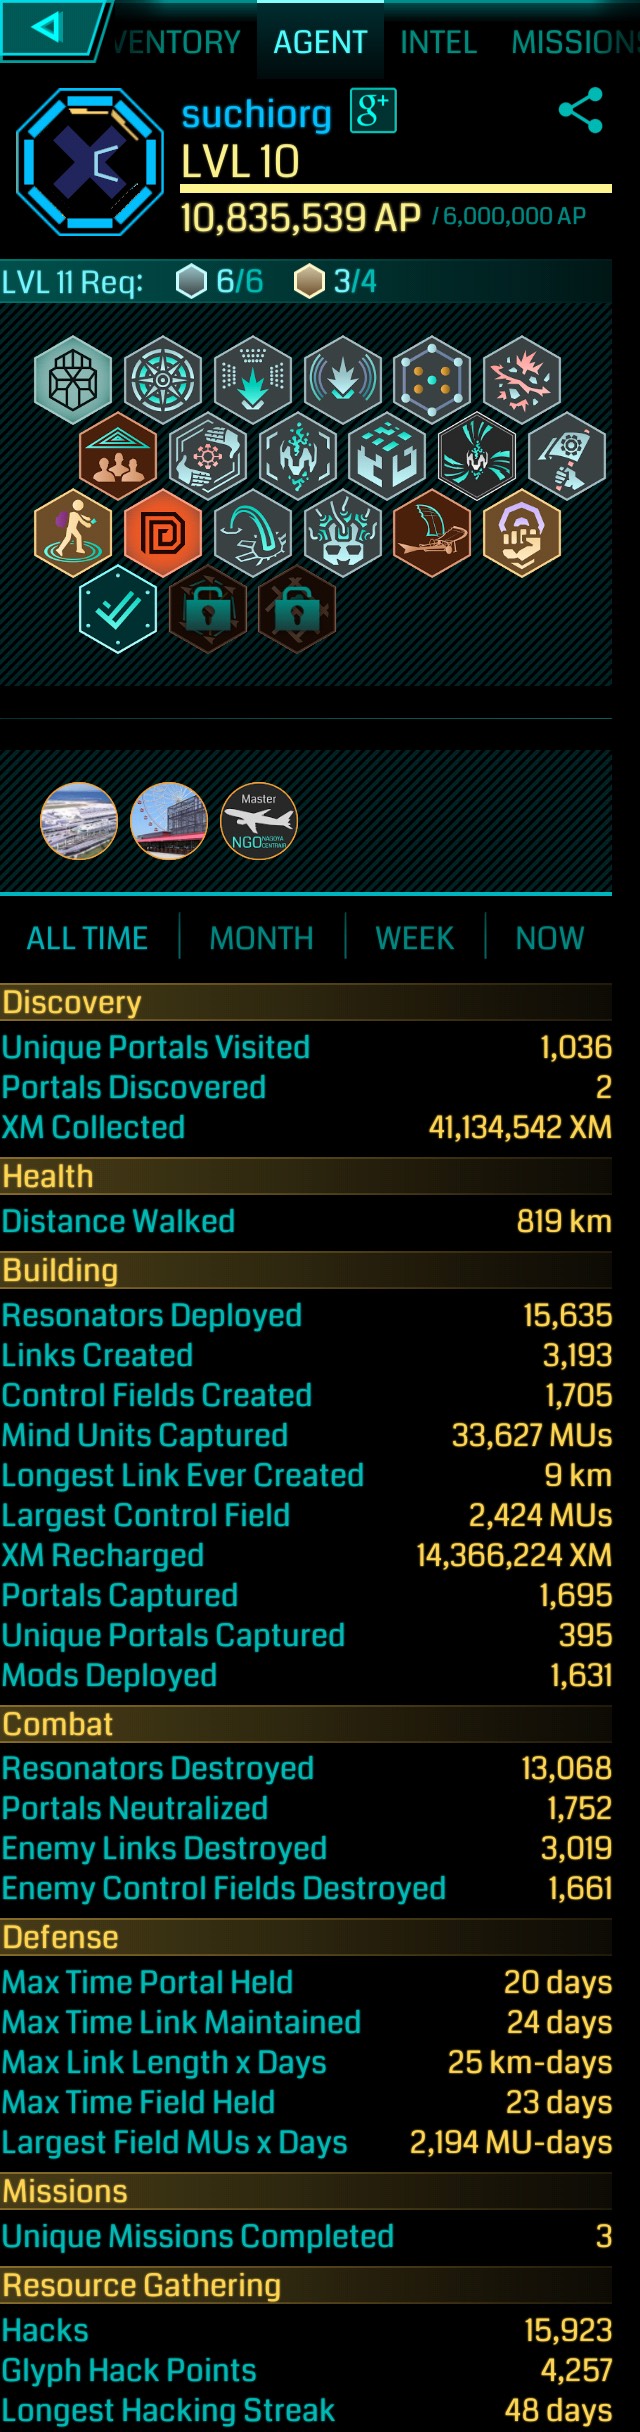 VENTORY AGENT INTEL MISSIONS
suchiorg g+
LVL 10
10,835,539 AP / 6,000,000 AP
LVL 11 Req: 6/6 3/4
Master
NGO NAGOYA CENTRAIR
ALL TIME MONTH WEEK NOW
Discovery
Unique Portals Visited 1,036
Portals Discovered 2
XM Collected 41,134,542 XM
Health
Distance Walked 819 km
Building
Resonators Deployed 15,635
Links Created 3,193
Control Fields Created 1,705
Mind Units Captured 33,627 MUs
Longest Link Ever Created 9 km
Largest Control Field 2,424 MUs
XM Recharged 14,366,224 XM
Portals Captured 1,695
Unique Portals Captured 395
Mods Deployed 1,631
Combat
Resonators Destroyed 13,068
Portals Neutralized 1,752
Enemy Links Destroyed 3,019
Enemy Control Fields Destroyed 1,661
Defense
Max Time Portal Held 20 days
Max Time Link Maintained 24 days
Max Link Length x Days 25 km-days
Max Time Field Held 23 days
Largest Field MUs x Days 2,194 MU-days
Missions
Unique Missions Completed 3
Resource Gathering
Hacks 15,923
Glyph Hack Points 4,257
Longest Hacking Streak 48 days